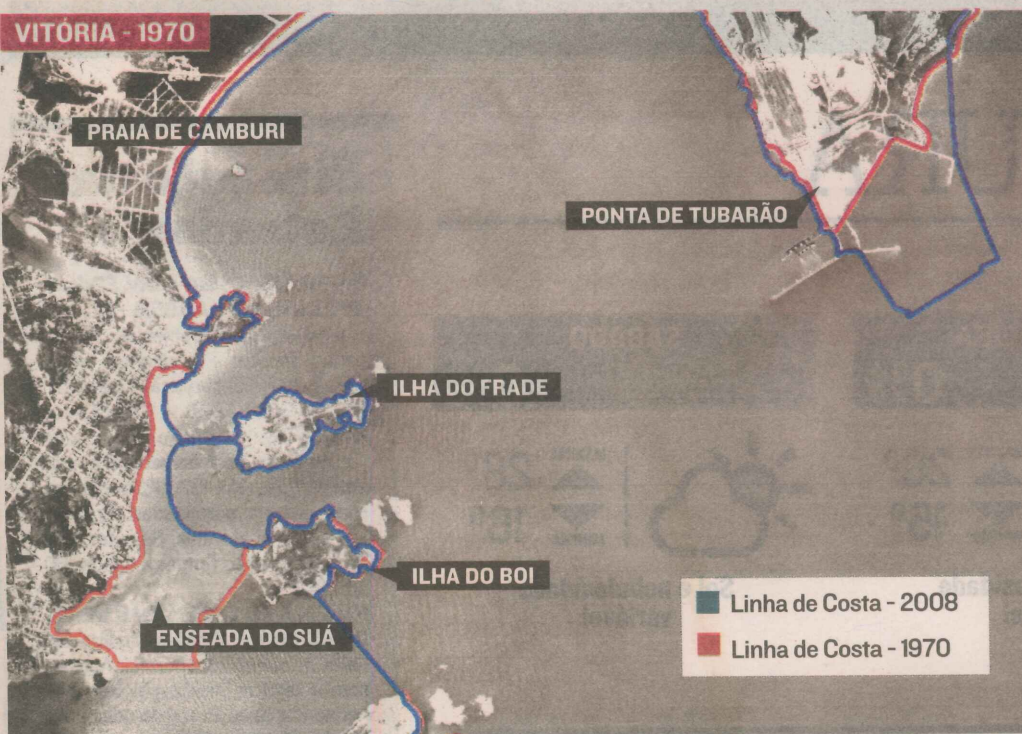 VITÓRIA - 1970
PRAIA DE CAMBURI
PONTA DE TUBARÃO
ILHA DO FRADE
ILHA DO BOI
ENSEADA DO SUÁ
Linha de Costa - 2008
Linha de Costa - 1970